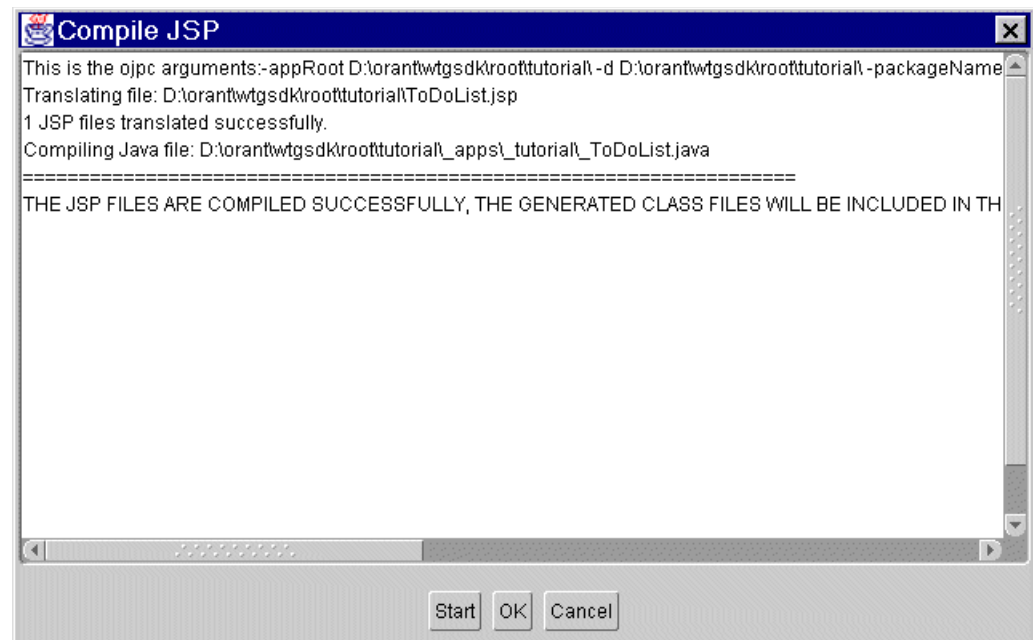 Compile JSP
This is the ojpc arguments:-appRoot D:\orant\wtgsdk\root\tutorial\ -d D:\orant\wtgsdk\root\tutorial\ -packageName
Translating file: D:\orant\wtgsdk\root\tutorial\ToDoList.jsp
1 JSP files translated successfully.
Compiling Java file: D:\orant\wtgsdk\root\tutorial\_apps\_tutorial\_ToDoList.java
=====================================================================
THE JSP FILES ARE COMPILED SUCCESSFULLY, THE GENERATED CLASS FILES WILL BE INCLUDED IN TH
Start OK Cancel